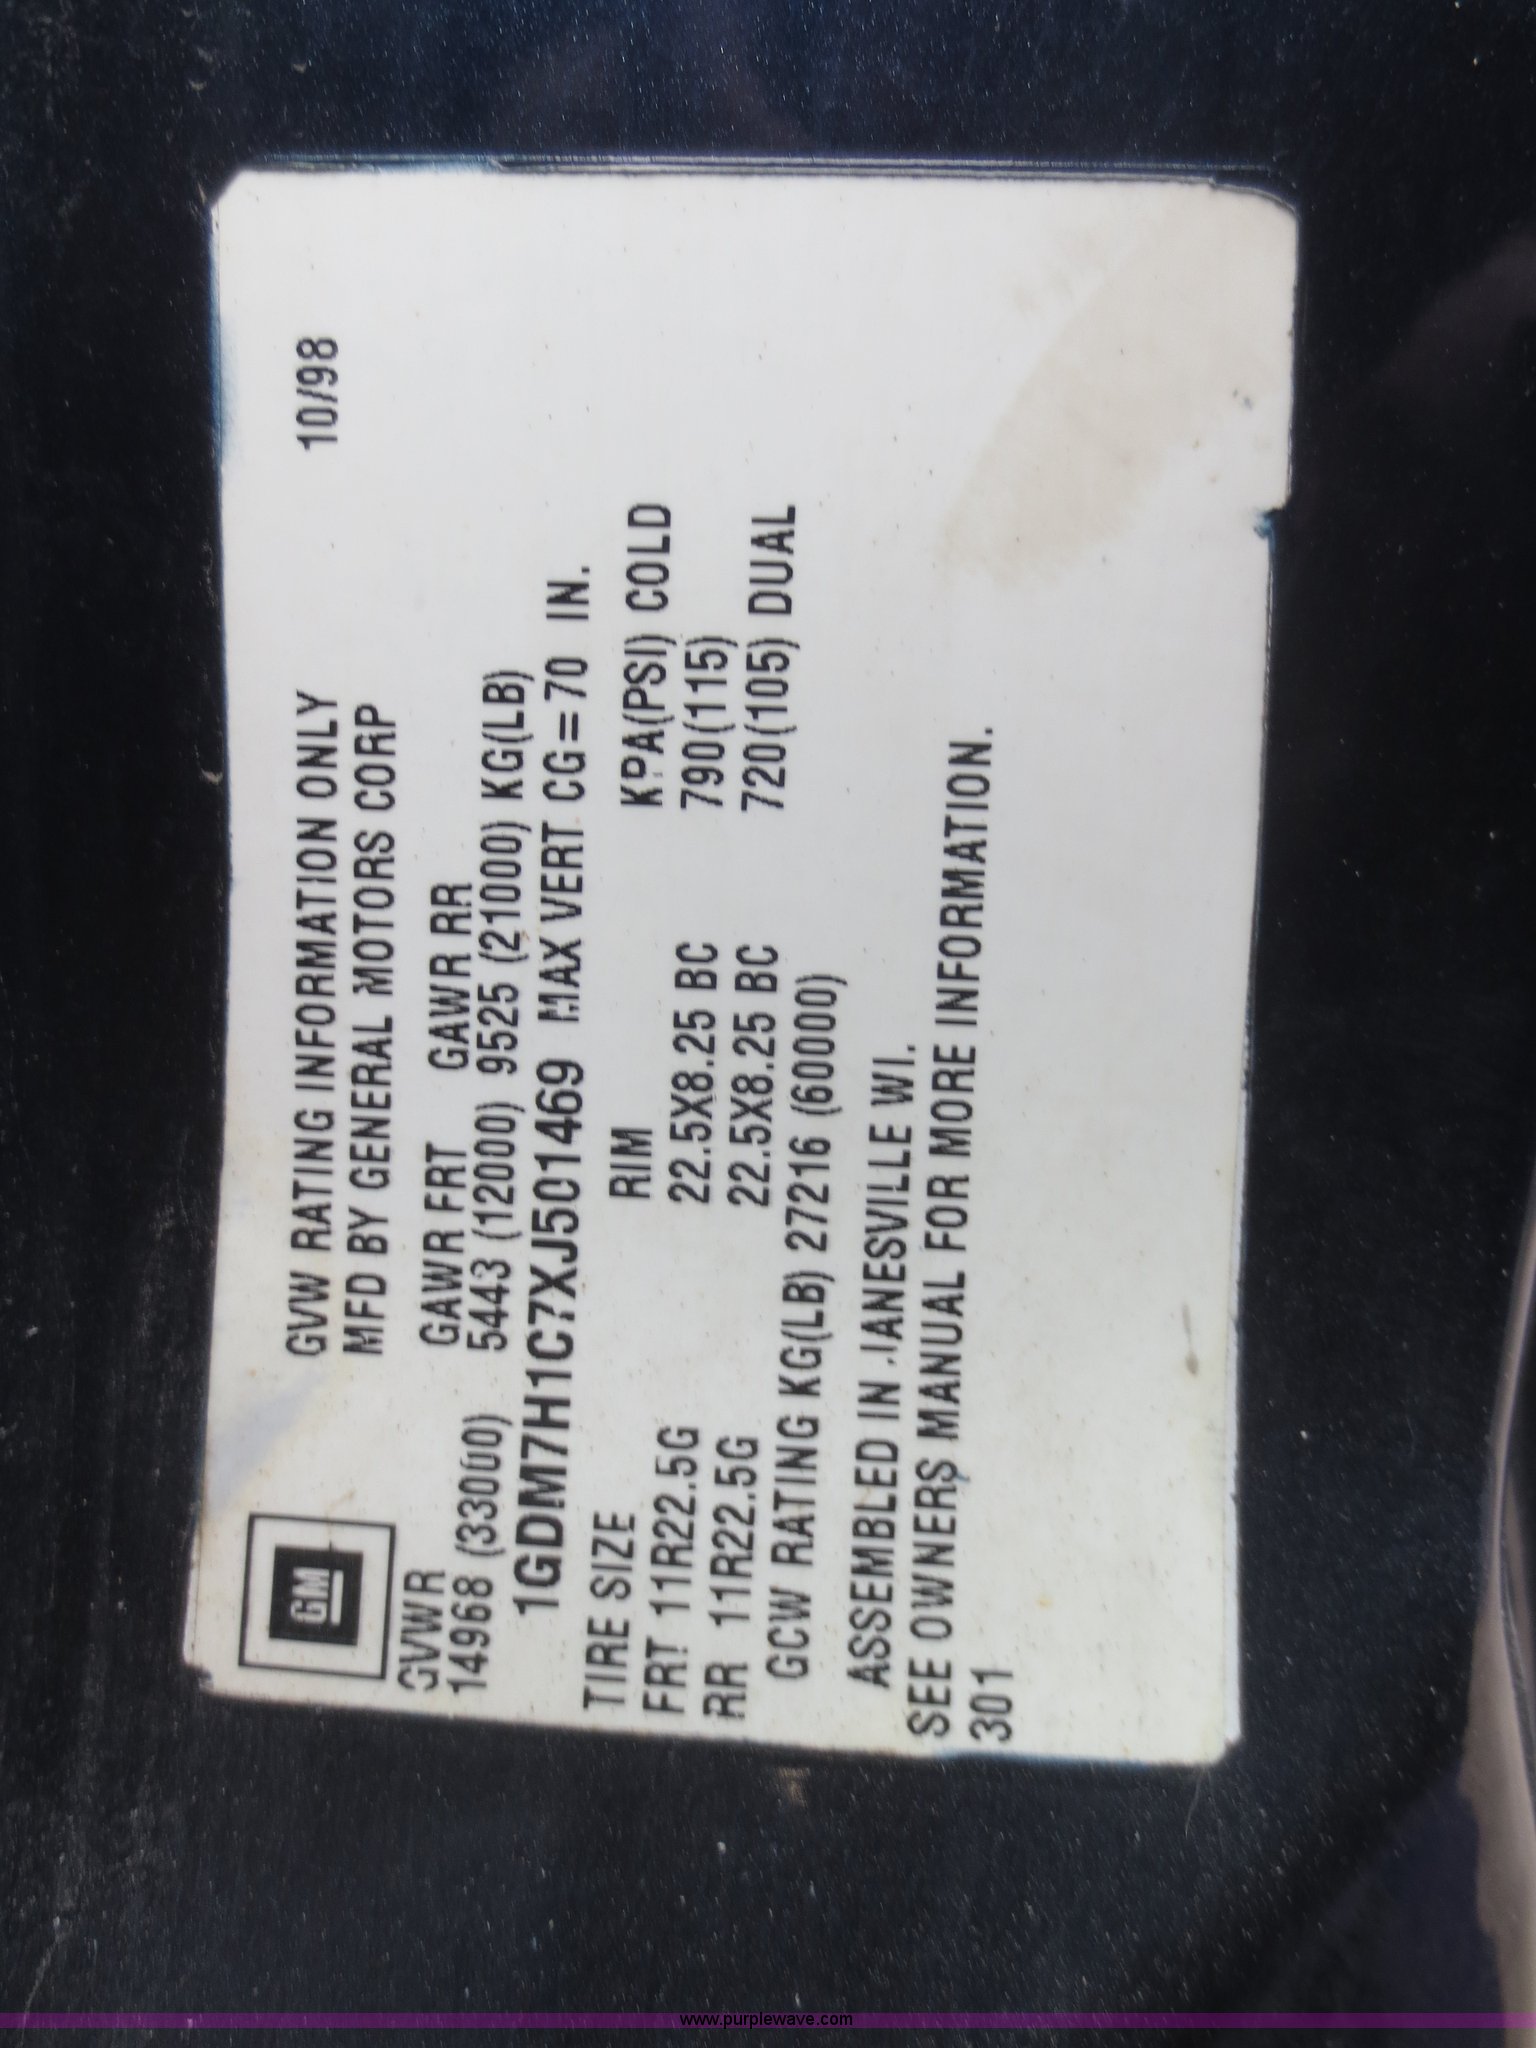 GM
GVW RATING INFORMATION ONLY 10/98
MFD BY GENERAL MOTORS CORP
GVWR GAWR FRT GAWR RR
14968 (33000) 5443 (12000) 9525 (21000) KG(LB)
1GDM7H1C7XJ501469 MAX VERT CG=70 IN.
TIRE SIZE RIM KPA(PSI) COLD
FRT 11R22.5G 22.5X8.25 BC 790(115)
RR 11R22.5G 22.5X8.25 BC 720(105) DUAL
GCW RATING KG(LB) 27216 (60000)
ASSEMBLED IN JANESVILLE WI.
SEE OWNERS MANUAL FOR MORE INFORMATION.
301
www.purplewave.com